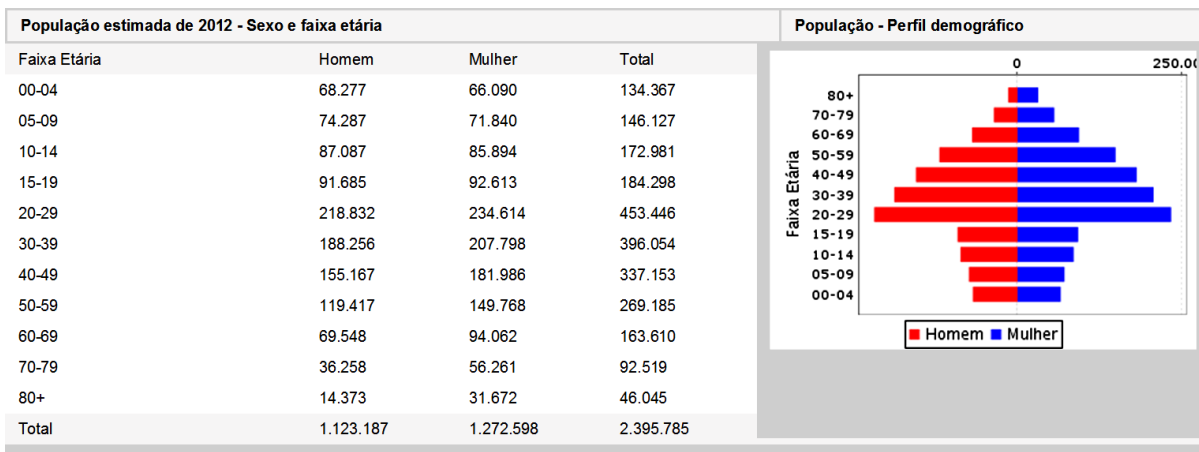 População estimada de 2012 - Sexo e faixa etária
Faixa Etária Homem Mulher Total
00-04 68.277 66.090 134.367
05-09 74.287 71.840 146.127
10-14 87.087 85.894 172.981
15-19 91.685 92.613 184.298
20-29 218.832 234.614 453.446
30-39 188.256 207.798 396.054
40-49 155.167 181.986 337.153
50-59 119.417 149.768 269.185
60-69 69.548 94.062 163.610
70-79 36.258 56.261 92.519
80+ 14.373 31.672 46.045
Total 1.123.187 1.272.598 2.395.785
População - Perfil demográfico
0 250.00
Faixa Etária
80+
70-79
60-69
50-59
40-49
30-39
20-29
15-19
10-14
05-09
00-04
Homem Mulher